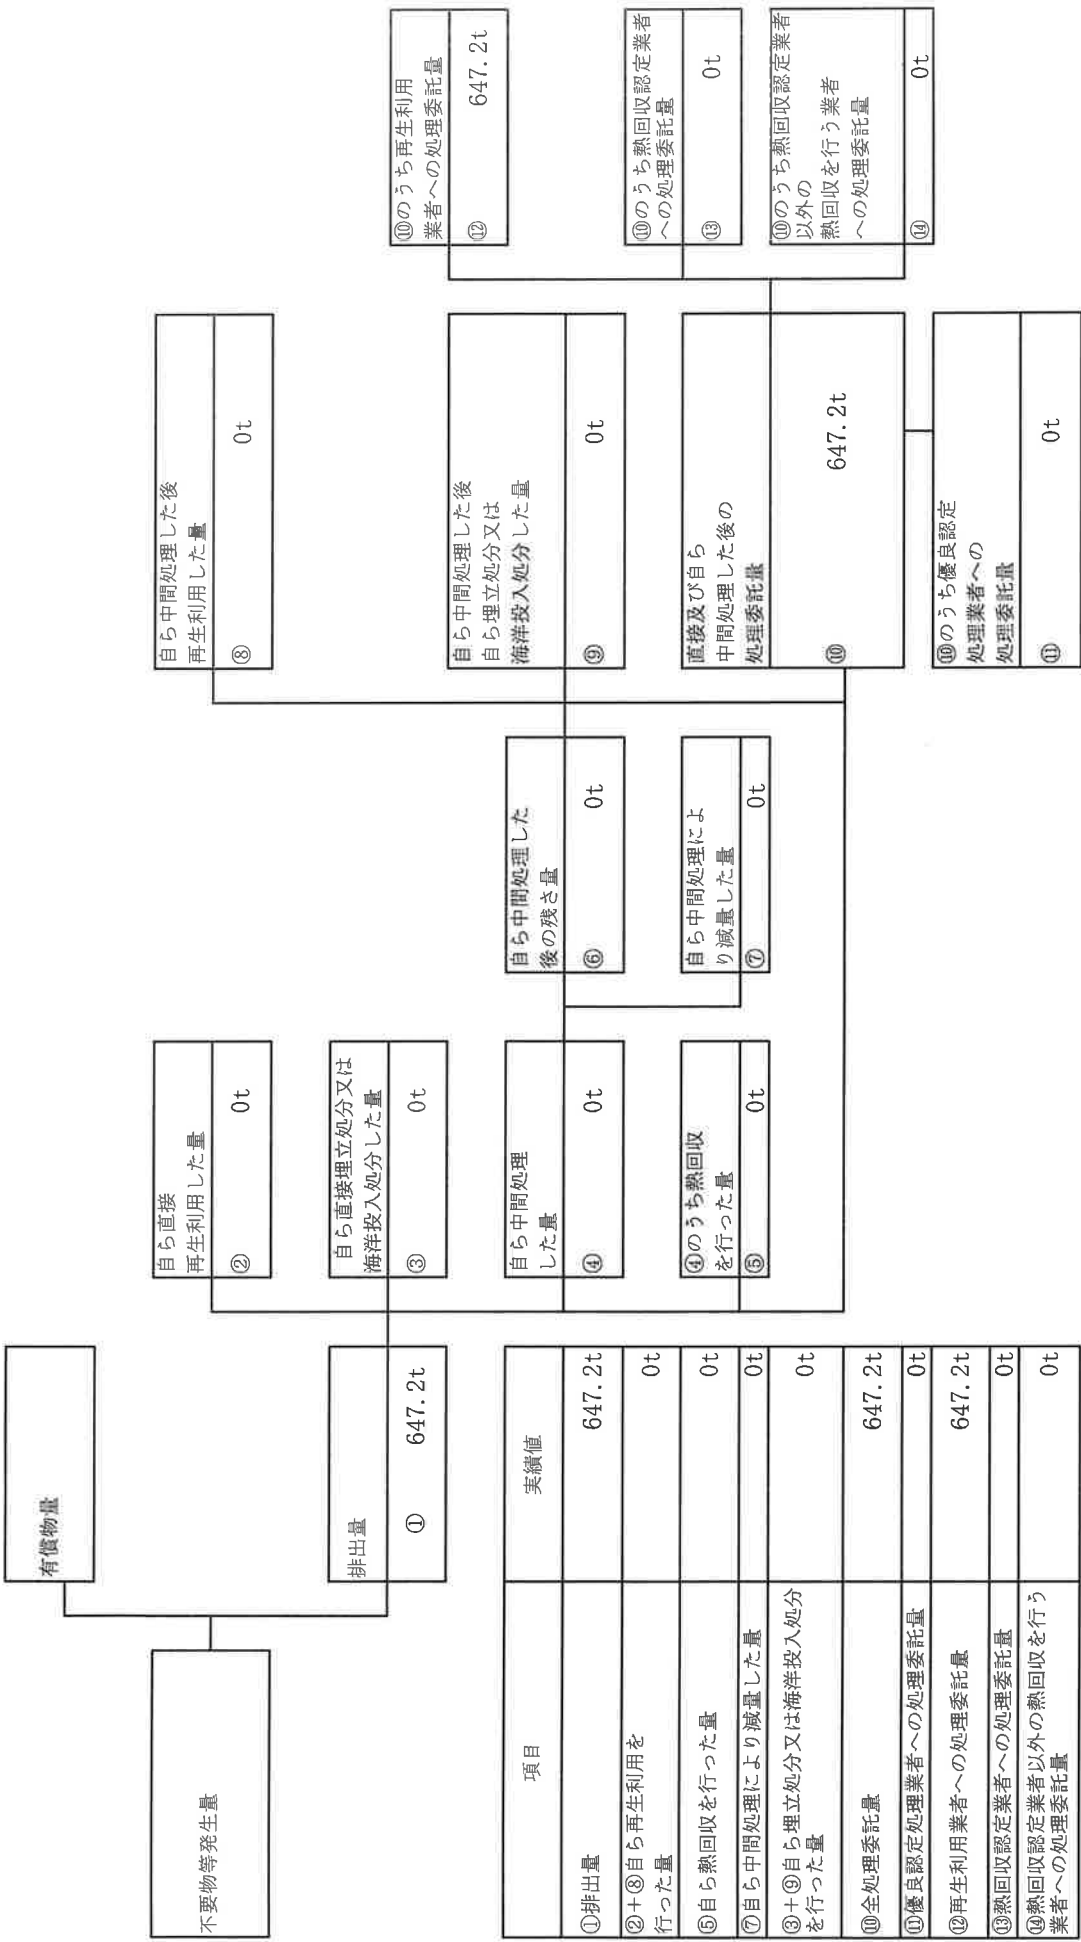 不要物等発生量
有償物量
排出量
① 647.2t
自ら直接
再生利用した量
② 0t
自ら直接埋立処分又は
海洋投入処分した量
③ 0t
自ら中間処理
した量
④ 0t
④のうち熱回収
を行った量
⑤ 0t
自ら中間処理した
後の残さ量
⑥ 0t
自ら中間処理によ
り減量した量
⑦ 0t
自ら中間処理した後
再生利用した量
⑧ 0t
自ら中間処理した後
自ら埋立処分又は
海洋投入処分した量
⑨ 0t
直接及び自ら
中間処理した後の
処理委託量
⑩ 647.2t
⑩のうち優良認定
処理業者への
処理委託量
⑪ 0t
⑩のうち再生利用
業者への処理委託量
⑫ 647.2t
⑩のうち熱回収認定業者
への処理委託量
⑬ 0t
⑩のうち熱回収認定業者
以外の
熱回収を行う業者
への処理委託量
⑭ 0t
項目 実績値
①排出量 647.2t
②+⑧自ら再生利用を
行った量 0t
⑤自ら熱回収を行った量 0t
⑦自ら中間処理により減量した量 0t
③+⑨自ら埋立処分又は海洋投入処分
を行った量 0t
⑩全処理委託量 647.2t
⑪優良認定処理業者への処理委託量 0t
⑫再生利用業者への処理委託量 647.2t
⑬熱回収認定業者への処理委託量 0t
⑭熱回収認定業者以外の熱回収を行う
業者への処理委託量 0t